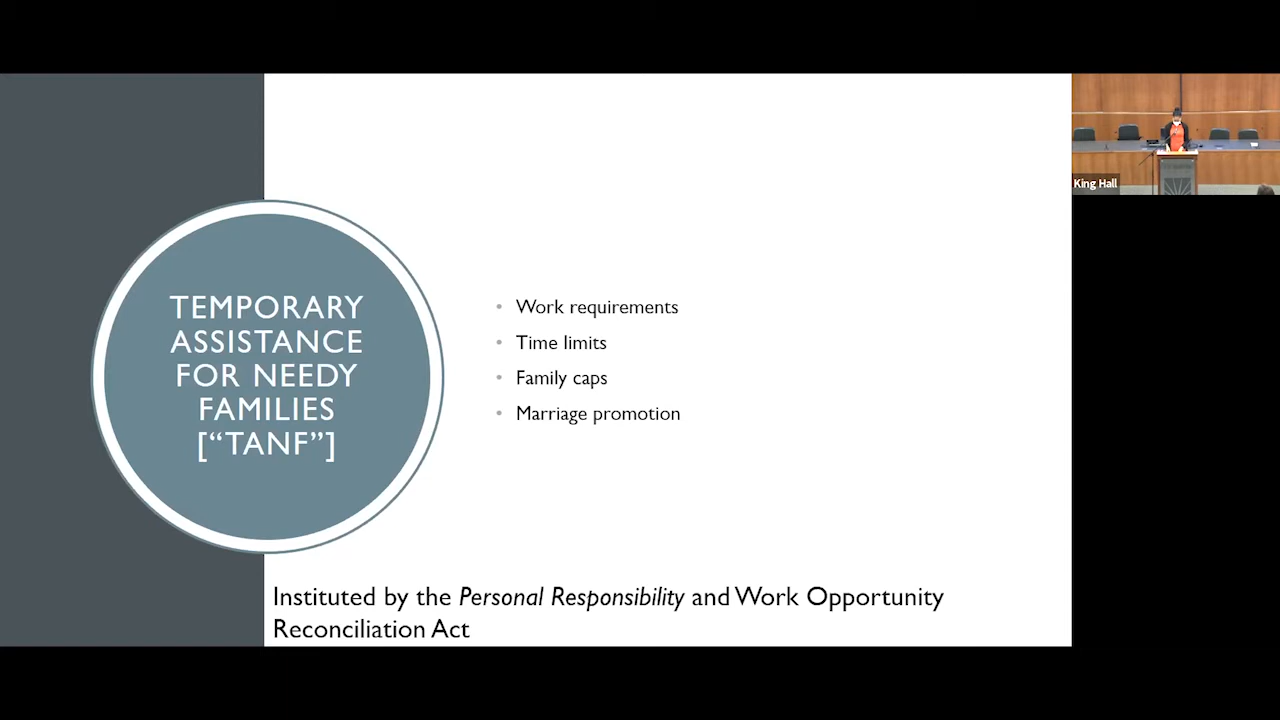 TEMPORARY
ASSISTANCE
FOR NEEDY
FAMILIES
[“TANF”]
• Work requirements
• Time limits
• Family caps
• Marriage promotion
Instituted by the Personal Responsibility and Work Opportunity
Reconciliation Act
King Hall